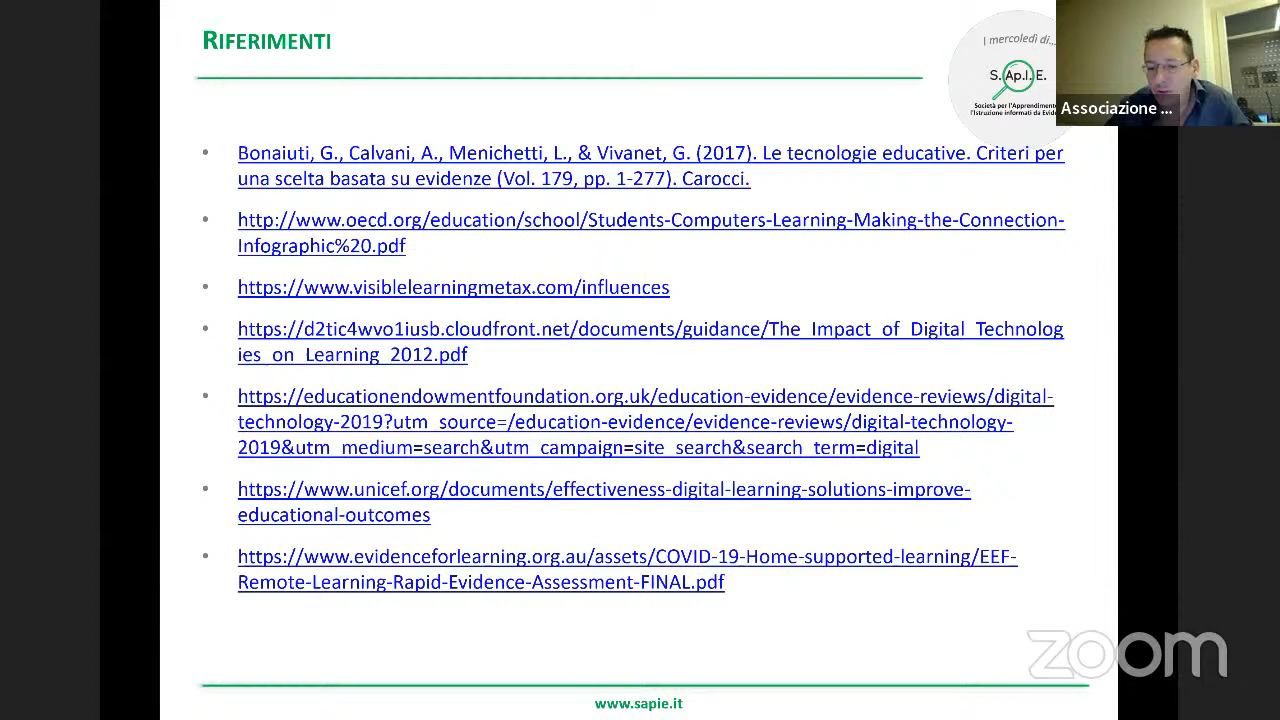 RIFERIMENTI
I mercoledì di...
S.Ap.I.E.
Società per l'Apprendimento
l'Istruzione informati da
Associazione ...
• Bonaiuti, G., Calvani, A., Menichetti, L., & Vivanet, G. (2017). Le tecnologie educative. Criteri per
una scelta basata su evidenze (Vol. 179, pp. 1-277). Carocci.
• http://www.oecd.org/education/school/Students-Computers-Learning-Making-the-Connection-
Infographic%20.pdf
• https://www.visiblelearningmetax.com/influences
• https://d2tic4wvo1iusb.cloudfront.net/documents/guidance/The_Impact_of_Digital_Technolog
ies_on_Learning_2012.pdf
• https://educationendowmentfoundation.org.uk/education-evidence/evidence-reviews/digital-
technology-2019?utm_source=/education-evidence/evidence-reviews/digital-technology-
2019&utm_medium=search&utm_campaign=site_search&search_term=digital
• https://www.unicef.org/documents/effectiveness-digital-learning-solutions-improve-
educational-outcomes
• https://www.evidenceforlearning.org.au/assets/COVID-19-Home-supported-learning/EEF-
Remote-Learning-Rapid-Evidence-Assessment-FINAL.pdf
zoom
www.sapie.it